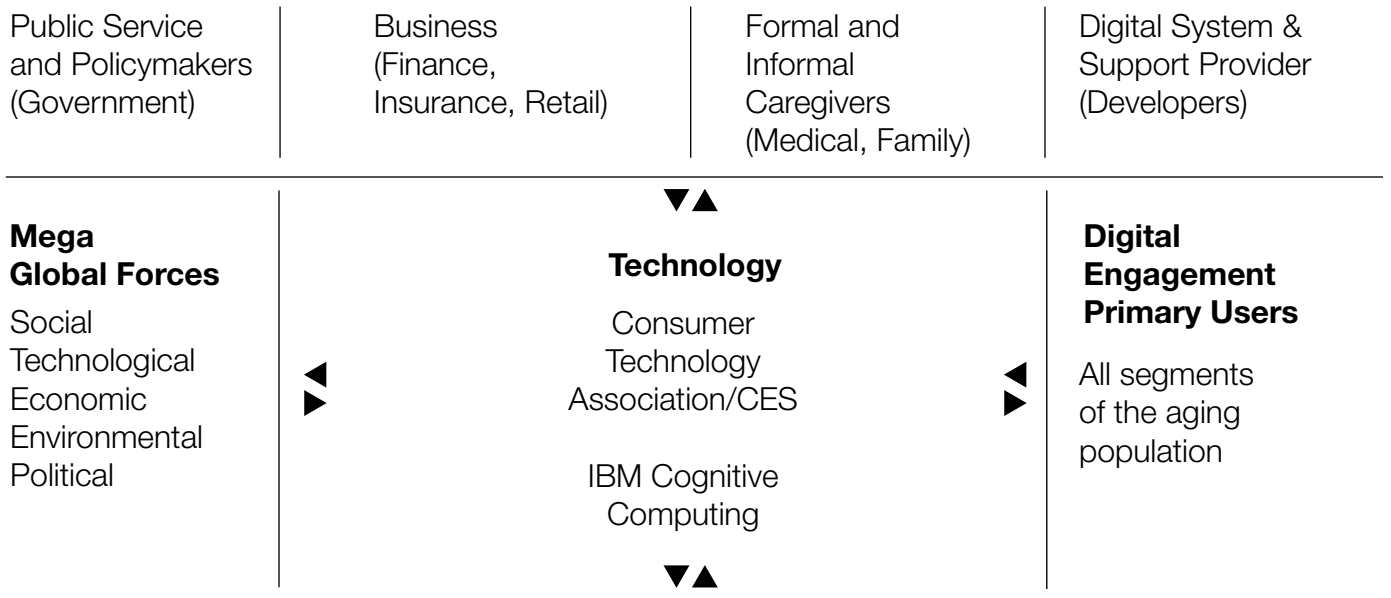 Public Service
and Policymakers
(Government)
Business
(Finance,
Insurance, Retail)
Formal and
Informal
Caregivers
(Medical, Family)
Digital System &
Support Provider
(Developers)
Mega
Global Forces
Social
Technological
Economic
Environmental
Political
Technology
Consumer
Technology
Association/CES
IBM Cognitive
Computing
Digital
Engagement
Primary Users
All segments
of the aging
population